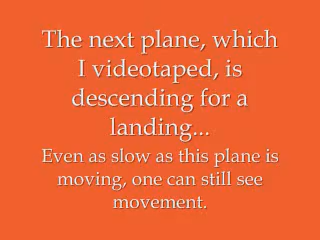 The next plane, which
I videotaped, is
descending for a
landing...
Even as slow as this plane is
moving, one can still see
movement.